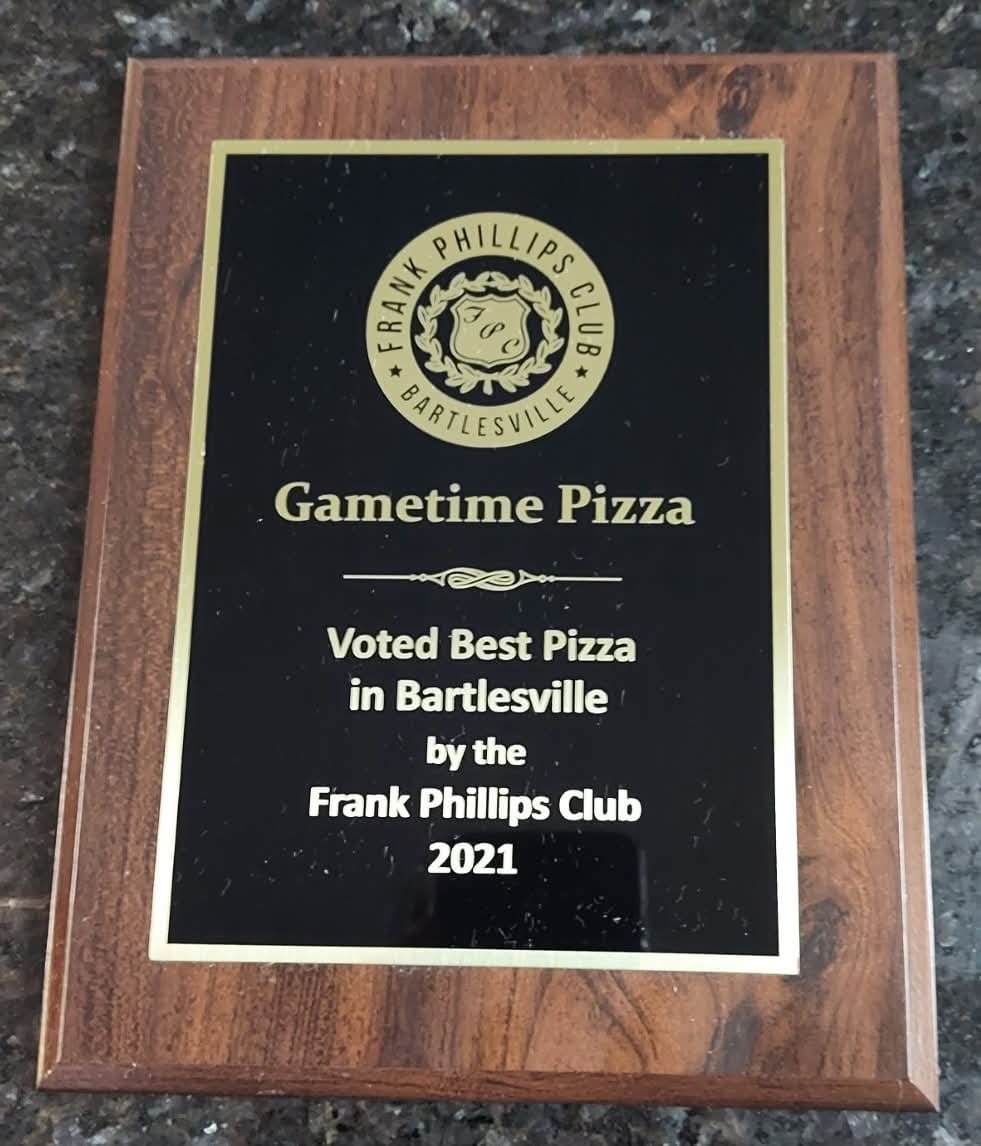 FRANK PHILLIPS CLUB
FPC
★ BARTLESVILLE ★
Gametime Pizza
Voted Best Pizza
in Bartlesville
by the
Frank Phillips Club
2021